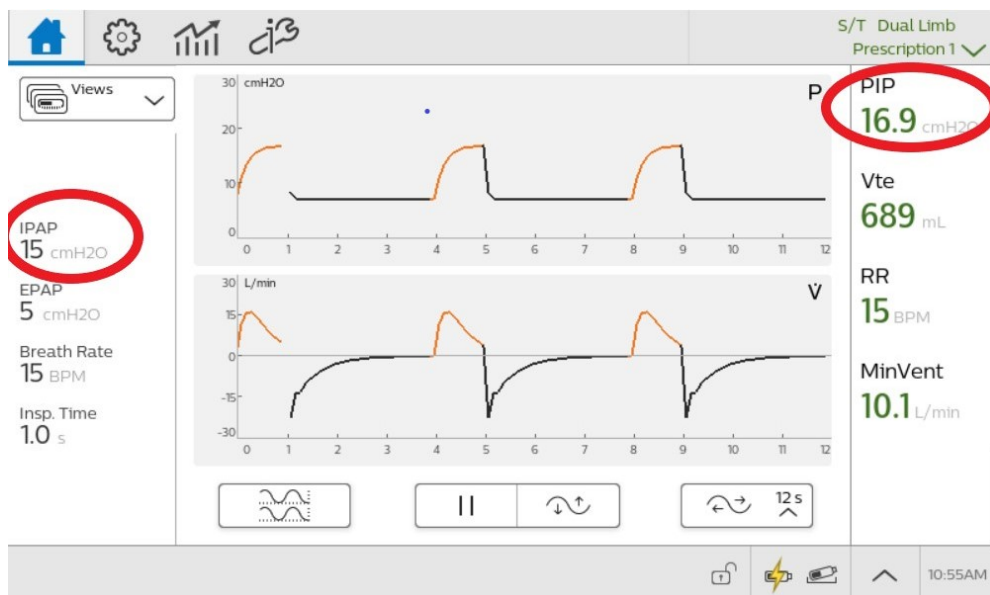 S/T Dual Limb
Prescription 1
Views
IPAP
15 cmH2O
EPAP
5 cmH2O
Breath Rate
15 BPM
Insp. Time
1.0 s
30 cmH2O
P
20
10
0
0 1 2 3 4 5 6 7 8 9 10 11 12
30 L/min
V̇
15
0
-15
-30
0 1 2 3 4 5 6 7 8 9 10 11 12
12 s
PIP
16.9 cmH2O
Vte
689 mL
RR
15 BPM
MinVent
10.1 L/min
10:55AM